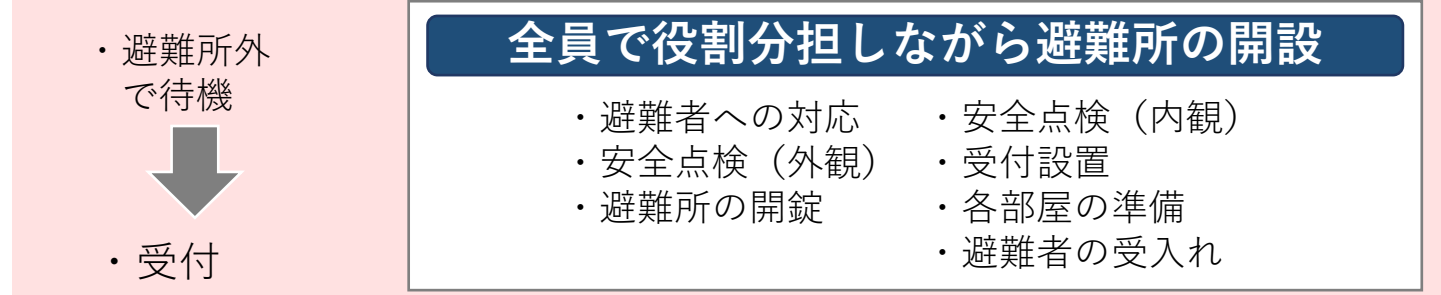 ・避難所外
で待機
・受付
全員で役割分担しながら避難所の開設
・避難者への対応
・安全点検（外観）
・避難所の開錠
・安全点検（内観）
・受付設置
・各部屋の準備
・避難者の受入れ